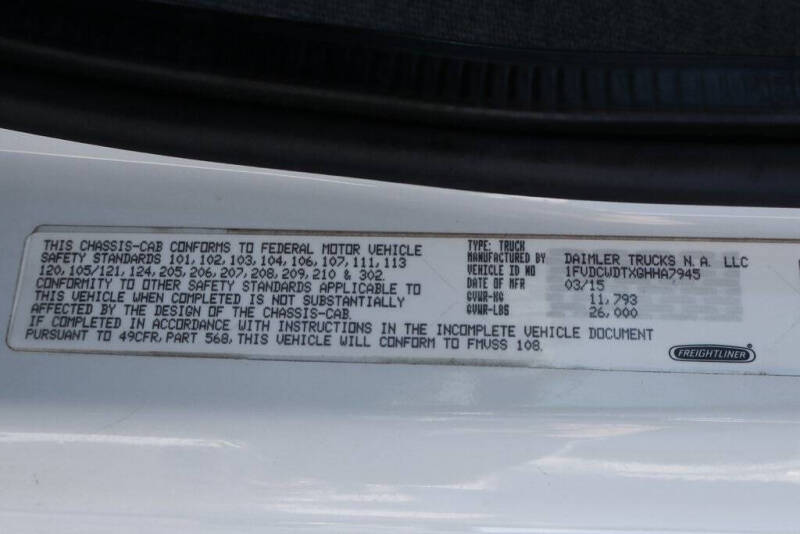 THIS CHASSIS-CAB CONFORMS TO FEDERAL MOTOR VEHICLE
SAFETY STANDARDS 101, 102, 103, 104, 106, 107, 111, 113
120, 105/121, 124, 205, 206, 207, 208, 209, 210 & 302.
CONFORMITY TO OTHER SAFETY STANDARDS APPLICABLE TO
THIS VEHICLE WHEN COMPLETED IS NOT SUBSTANTIALLY
AFFECTED BY THE DESIGN OF THE CHASSIS-CAB.
IF COMPLETED IN ACCORDANCE WITH INSTRUCTIONS IN THE INCOMPLETE VEHICLE DOCUMENT
PURSUANT TO 49CFR, PART 568, THIS VEHICLE WILL CONFORM TO FMVSS 108.
TYPE: TRUCK
MANUFACTURED BY DAIMLER TRUCKS N.A. LLC
1FVDCWDTXGHHA7945
DATE OF MFR 03/15
GVWR-KG 11,793
GVWR-LBS 26,000
FREIGHTLINER